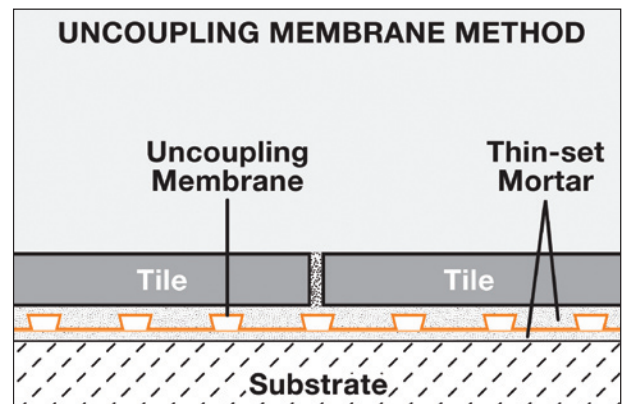 UNCOUPLING MEMBRANE METHOD
Uncoupling
Membrane
Thin-set
Mortar
Tile
Tile
Substrate